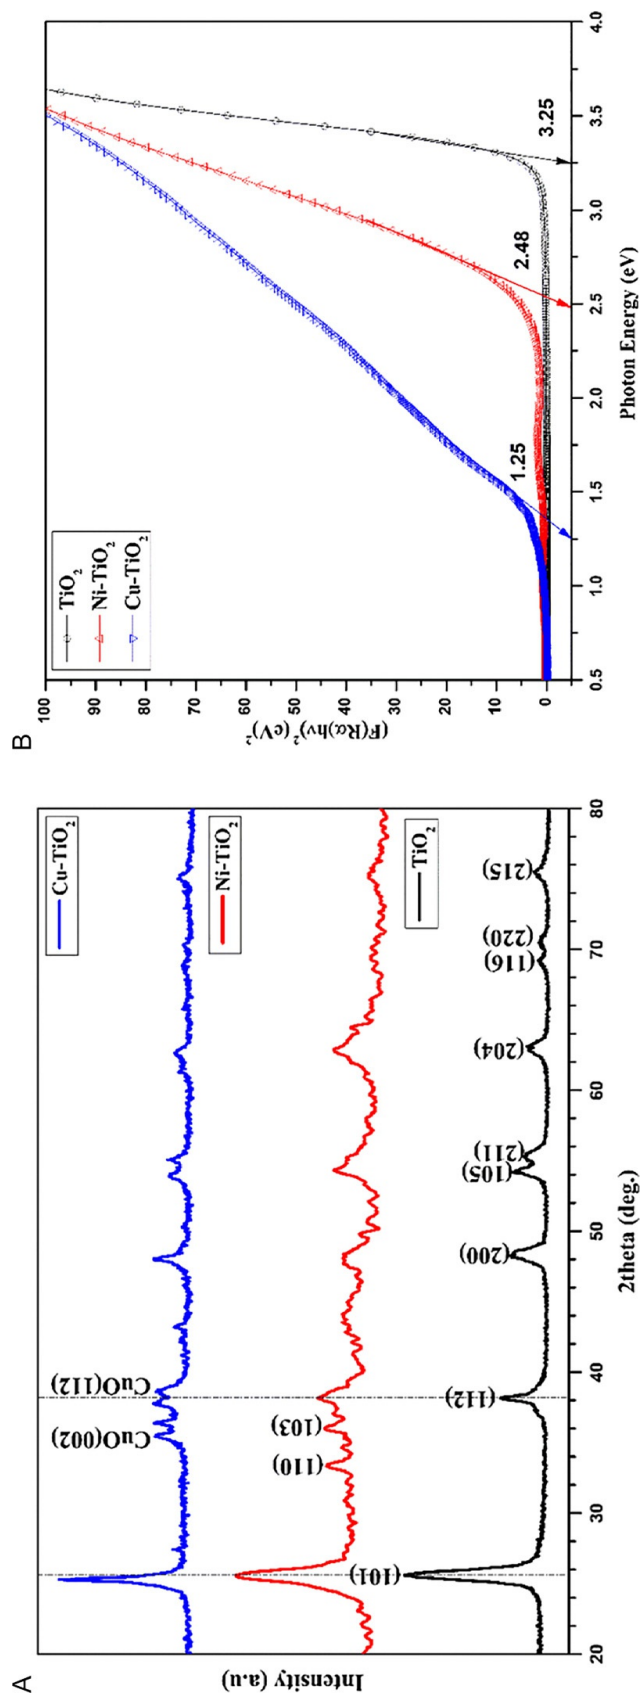 A
Intensity (a.u)
Cu-TiO₂
CuO(002)
CuO(112)
Ni-TiO₂
(110)
(103)
TiO₂
(101)
(112)
(200)
(105)
(211)
(204)
(116)
(220)
(215)
20
30
40
50
60
70
80
2theta (deg.)
B
(F(Rα)hν)² (eV)²
100
90
80
70
60
50
40
30
20
10
0
TiO₂
Ni-TiO₂
Cu-TiO₂
1.25
2.48
3.25
0.5
1.0
1.5
2.0
2.5
3.0
3.5
4.0
Photon Energy (eV)